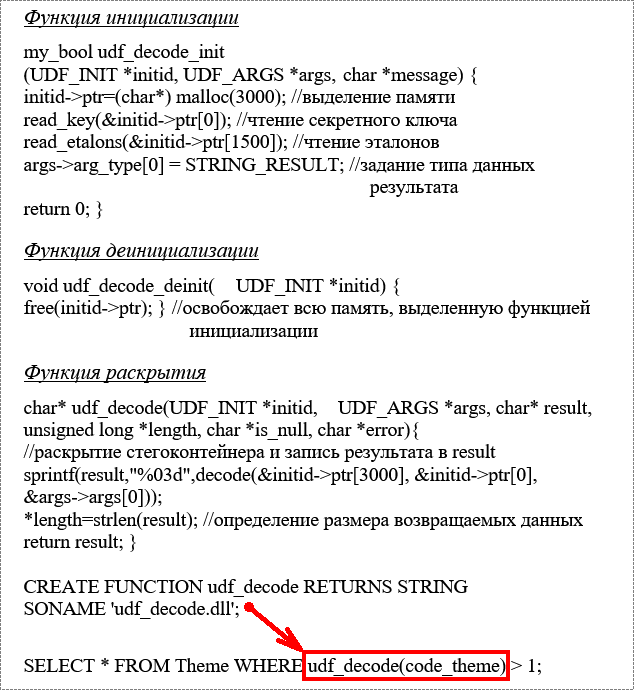 Функция инициализации
my_bool udf_decode_init
(UDF_INIT *initid, UDF_ARGS *args, char *message) {
initid->ptr=(char*) malloc(3000); //выделение памяти
read_key(&initid->ptr[0]); //чтение секретного ключа
read_etalons(&initid->ptr[1500]); //чтение эталонов
args->arg_type[0] = STRING_RESULT; //задание типа данных
результата
return 0; }
Функция деинициализации
void udf_decode_deinit( UDF_INIT *initid) {
free(initid->ptr); } //освобождает всю память, выделенную функцией
инициализации
Функция раскрытия
char* udf_decode(UDF_INIT *initid, UDF_ARGS *args, char* result,
unsigned long *length, char *is_null, char *error){
//раскрытие стегоконтейнера и запись результата в result
sprintf(result,"%03d",decode(&initid->ptr[3000], &initid->ptr[0],
&args->args[0]));
*length=strlen(result); //определение размера возвращаемых данных
return result; }
CREATE FUNCTION udf_decode RETURNS STRING
SONAME 'udf_decode.dll';
SELECT * FROM Theme WHERE udf_decode(code_theme) > 1;